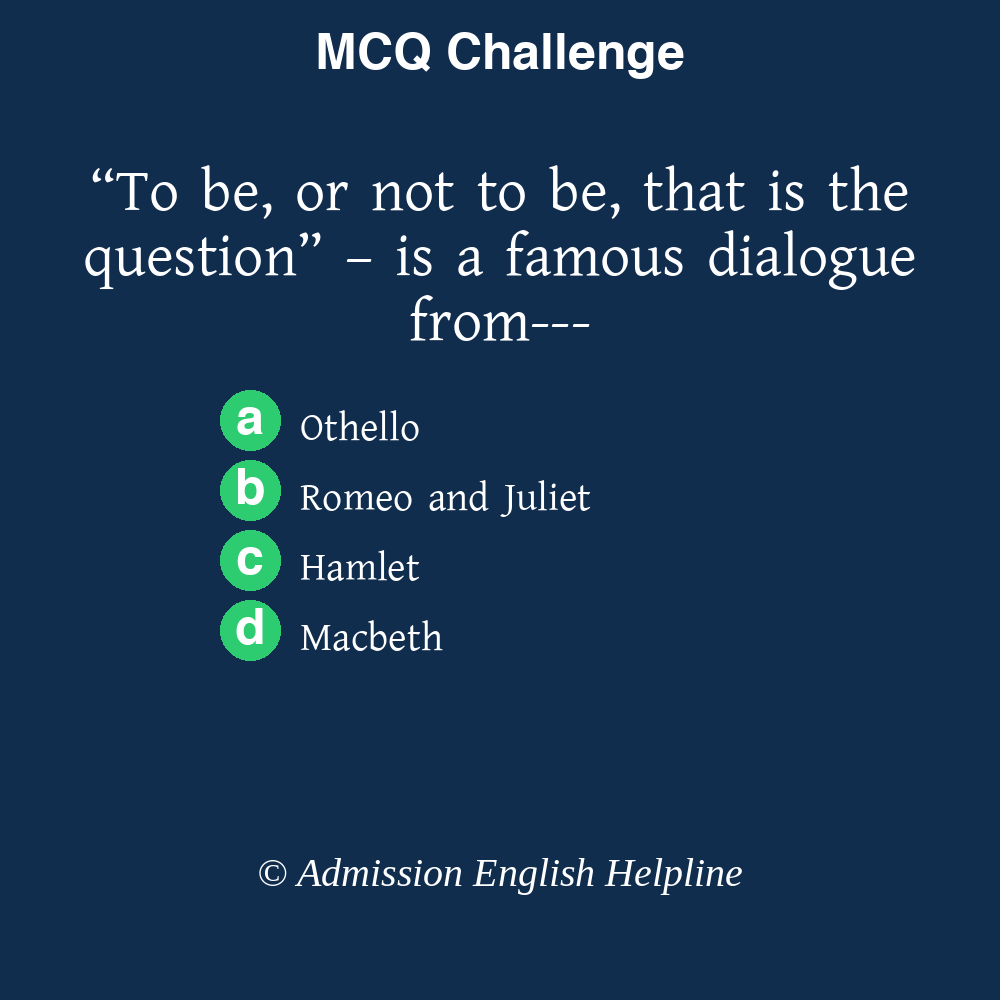 MCQ Challenge
“To be, or not to be, that is the
question” – is a famous dialogue
from---
a Othello
b Romeo and Juliet
c Hamlet
d Macbeth
© Admission English Helpline